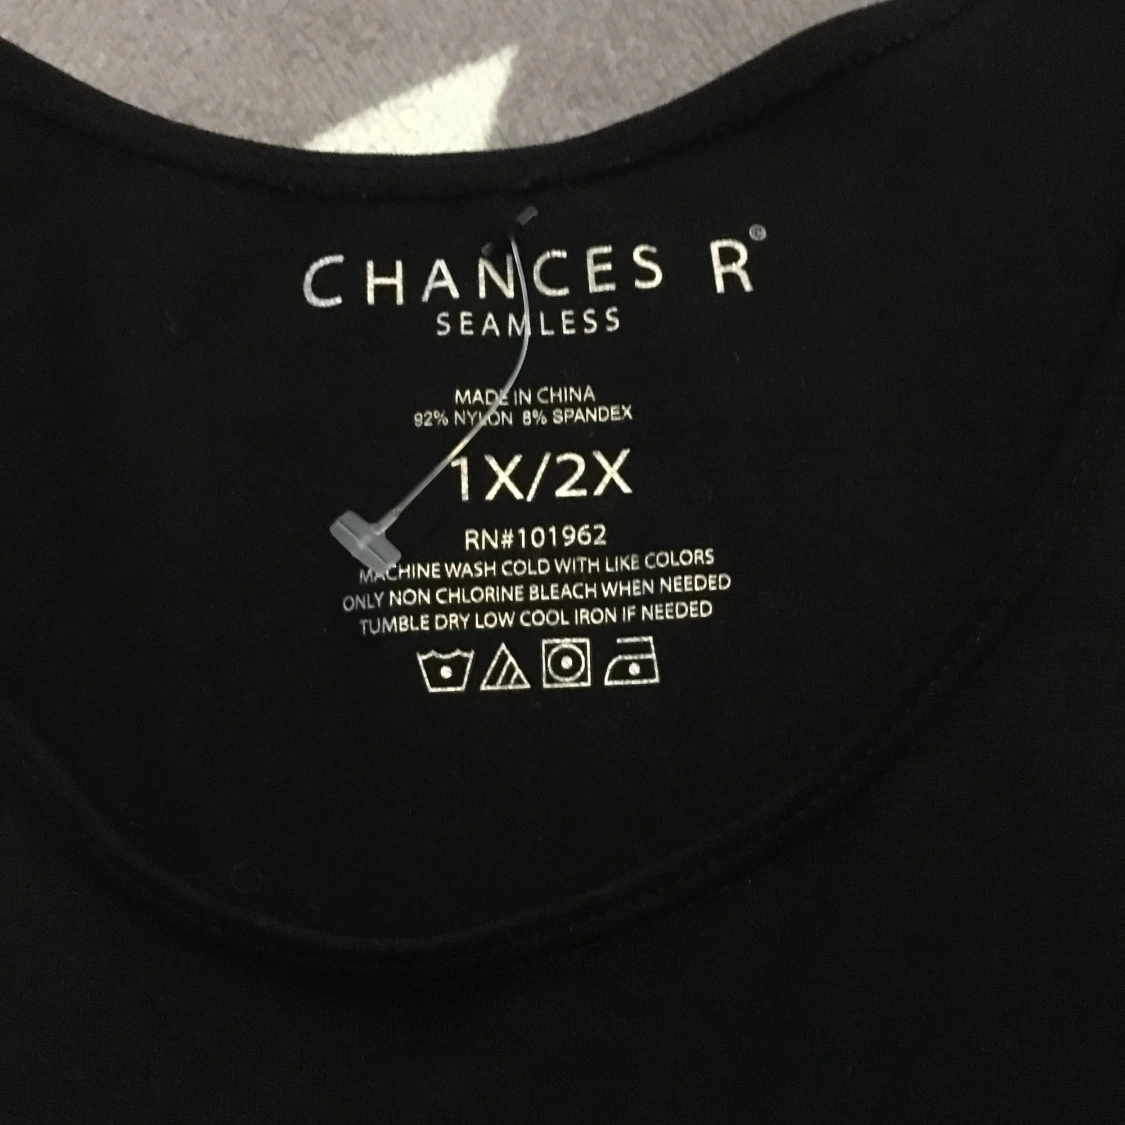 CHANCES R®
SEAMLESS
MADE IN CHINA
92% NYLON 8% SPANDEX
1X/2X
RN#101962
MACHINE WASH COLD WITH LIKE COLORS
ONLY NON CHLORINE BLEACH WHEN NEEDED
TUMBLE DRY LOW COOL IRON IF NEEDED